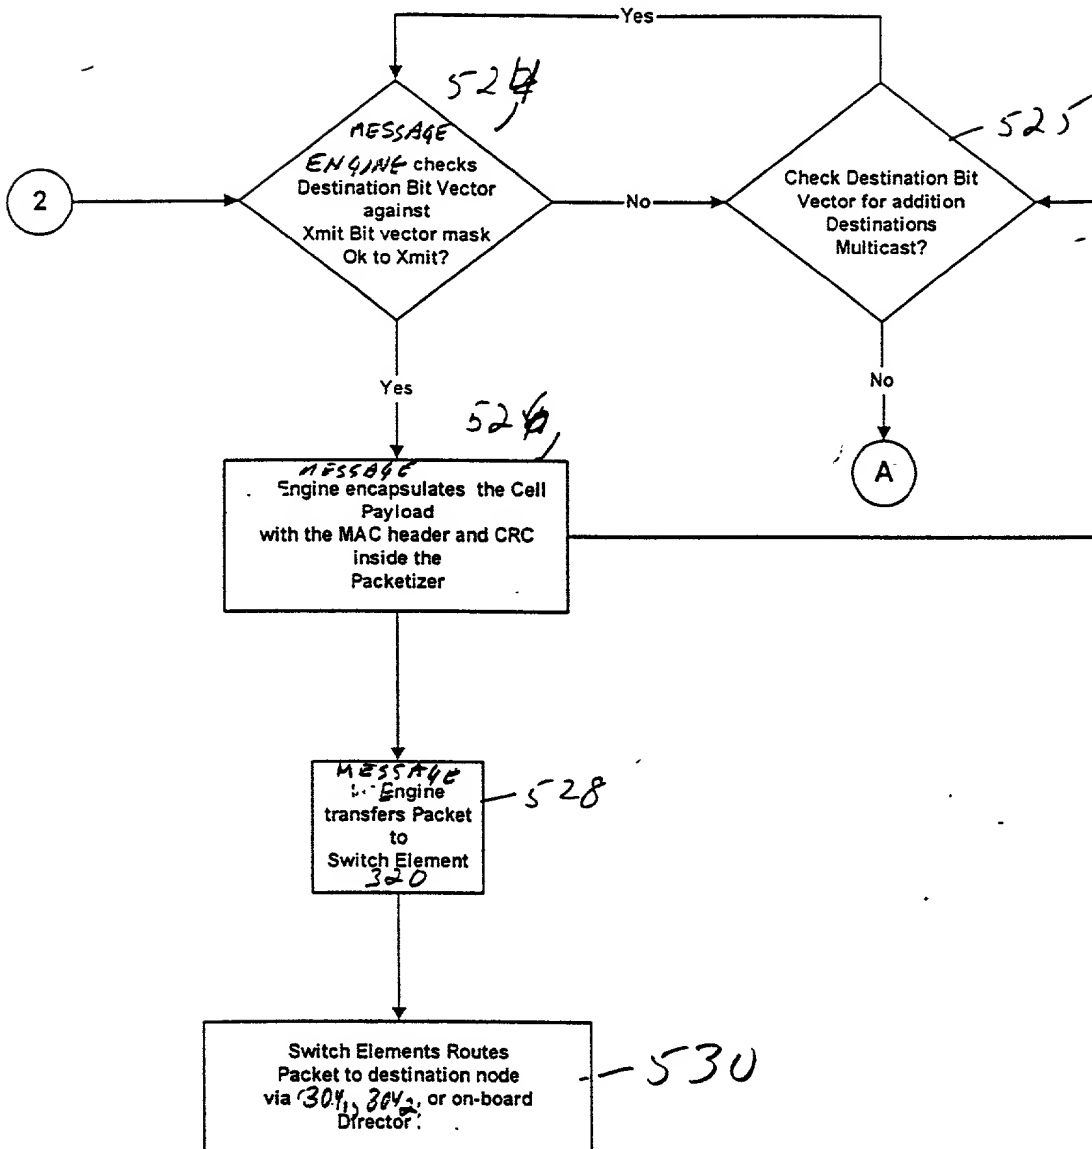 Yes
524
525
2
MESSAGE
ENGINE checks
Destination Bit Vector
against
Xmit Bit vector mask
Ok to Xmit?
No
Check Destination Bit
Vector for addition
Destinations
Multicast?
Yes
No
A
MESSAGE
Engine encapsulates the Cell
Payload
with the MAC header and CRC
inside the
Packetizer
MESSAGE
Engine
transfers Packet
to
Switch Element
320
528
Switch Elements Routes
Packet to destination node
via 304₁, 304₂, or on-board
Director.
530